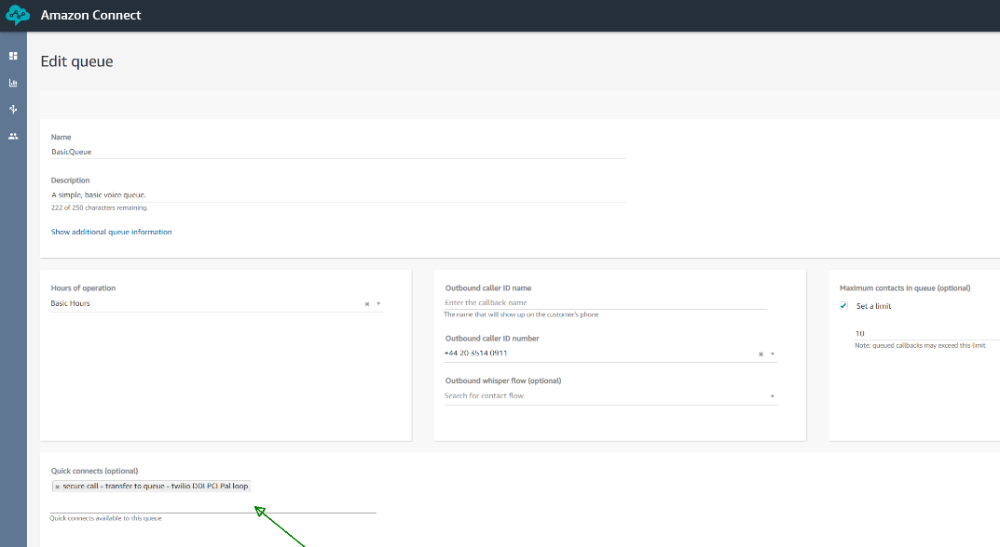 Amazon Connect
Edit queue
Name
BasicQueue
Description
A simple, basic voice queue.
222 of 250 characters remaining.
Show additional queue information
Hours of operation
Basic Hours
Outbound caller ID name
Enter the callback name
The name that will show up on the customer's phone
Outbound caller ID number
+44 20 3514 0911
Outbound whisper flow (optional)
Search for contact flow
Maximum contacts in queue (optional)
Set a limit
10
Note: queued callbacks may exceed this limit
Quick connects (optional)
secure call - transfer to queue - twilio DDI PCI Pal loop
Quick connects available to this queue